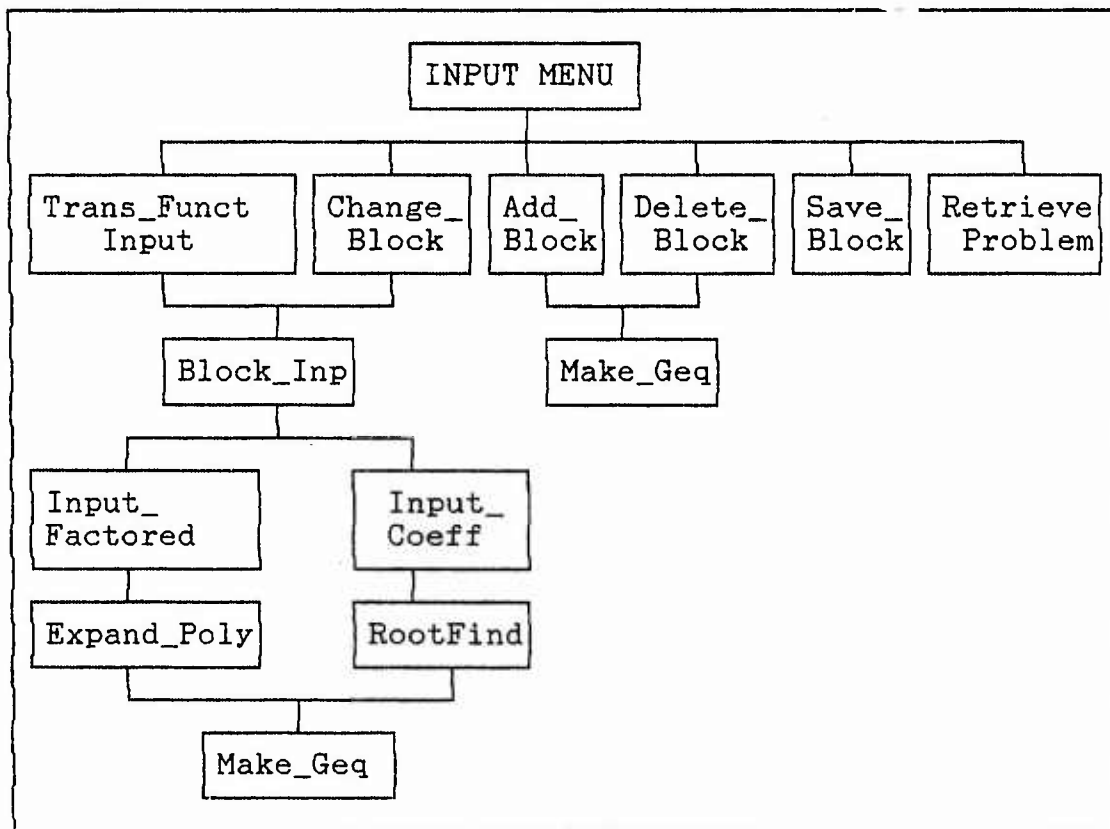 INPUT MENU
Trans_Funct
Input
Change_
Block
Add_
Block
Delete_
Block
Save_
Block
Retrieve
Problem
Block_Inp
Make_Geq
Input_
Factored
Input_
Coeff
Expand_Poly
RootFind
Make_Geq